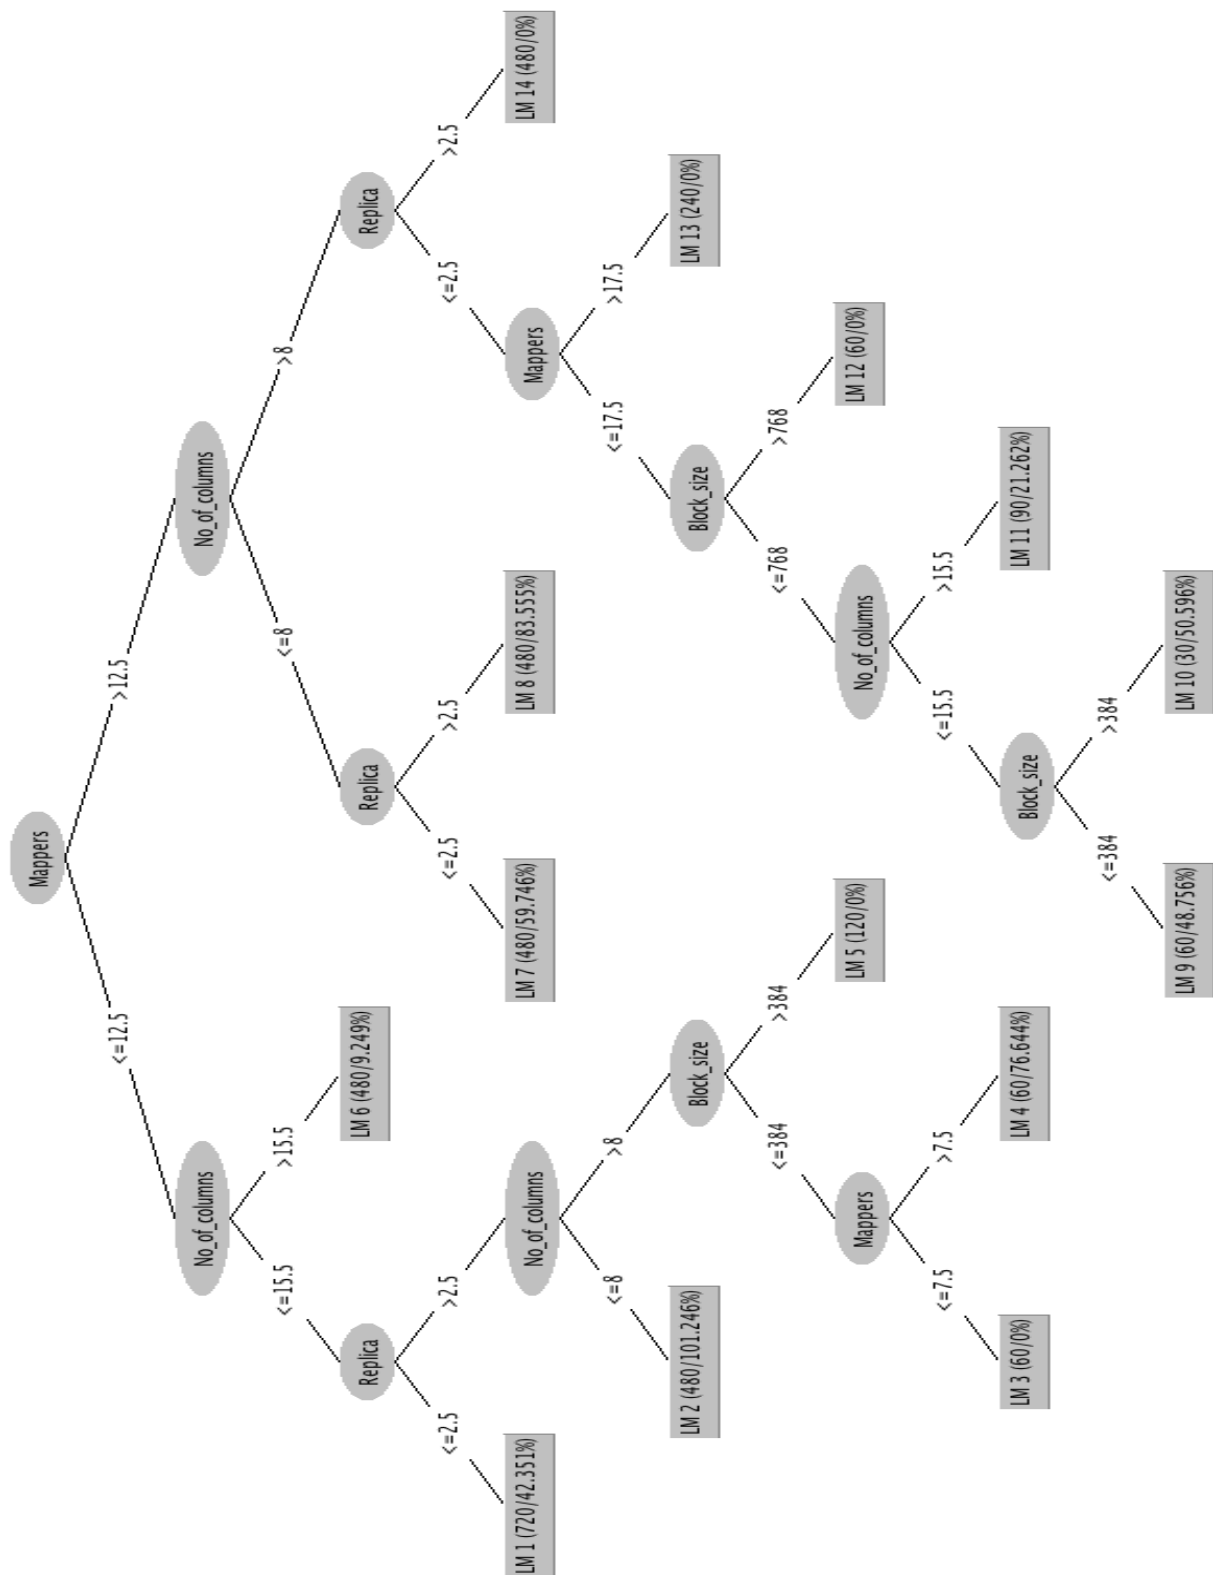 Mappers
<=12.5
>12.5
No_of_columns
No_of_columns
<=15.5
>15.5
<=8
>8
Replica
LM 6 (480/9.249%)
Replica
Replica
<=2.5
>2.5
<=2.5
>2.5
<=2.5
>2.5
LM 1 (720/42.351%)
No_of_columns
LM 7 (480/59.746%)
LM 8 (480/83.555%)
Mappers
LM 14 (480/0%)
<=8
>8
<=17.5
>17.5
LM 2 (480/101.246%)
Block_size
Block_size
LM 13 (240/0%)
<=384
>384
<=768
>768
Mappers
LM 5 (120/0%)
No_of_columns
LM 12 (60/0%)
<=7.5
>7.5
<=15.5
>15.5
LM 3 (60/0%)
LM 4 (60/76.644%)
Block_size
LM 11 (90/21.262%)
<=384
>384
LM 9 (60/48.756%)
LM 10 (30/50.596%)